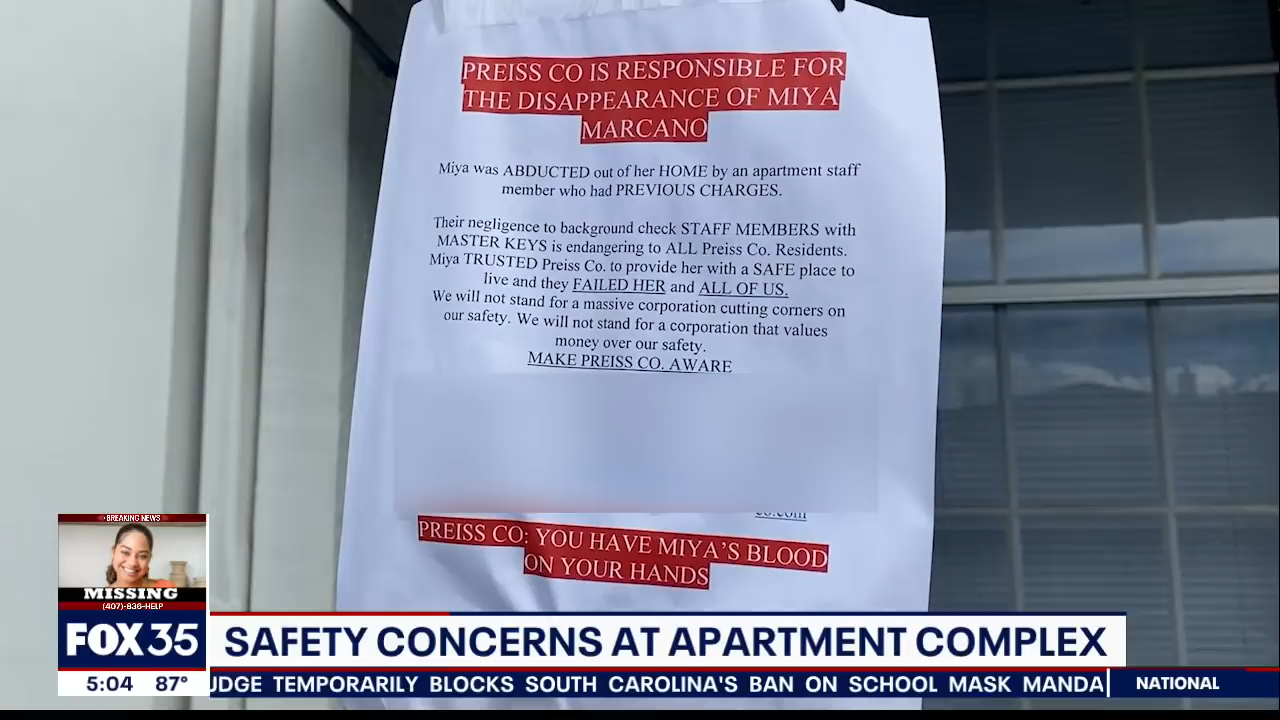 PREISS CO IS RESPONSIBLE FOR
THE DISAPPEARANCE OF MIYA
MARCANO
Miya was ABDUCTED out of her HOME by an apartment staff
member who had PREVIOUS CHARGES.
Their negligence to background check STAFF MEMBERS with
MASTER KEYS is endangering to ALL Preiss Co. Residents.
Miya TRUSTED Preiss Co. to provide her with a SAFE place to
live and they FAILED HER and ALL OF US.
We will not stand for a massive corporation cutting corners on
our safety. We will not stand for a corporation that values
money over our safety.
MAKE PREISS CO. AWARE
co.com
PREISS CO: YOU HAVE MIYA'S BLOOD
ON YOUR HANDS
BREAKING NEWS
MISSING
(407)-836-HELP
FOX 35
SAFETY CONCERNS AT APARTMENT COMPLEX
5:04 87° UDGE TEMPORARILY BLOCKS SOUTH CAROLINA'S BAN ON SCHOOL MASK MANDA NATIONAL